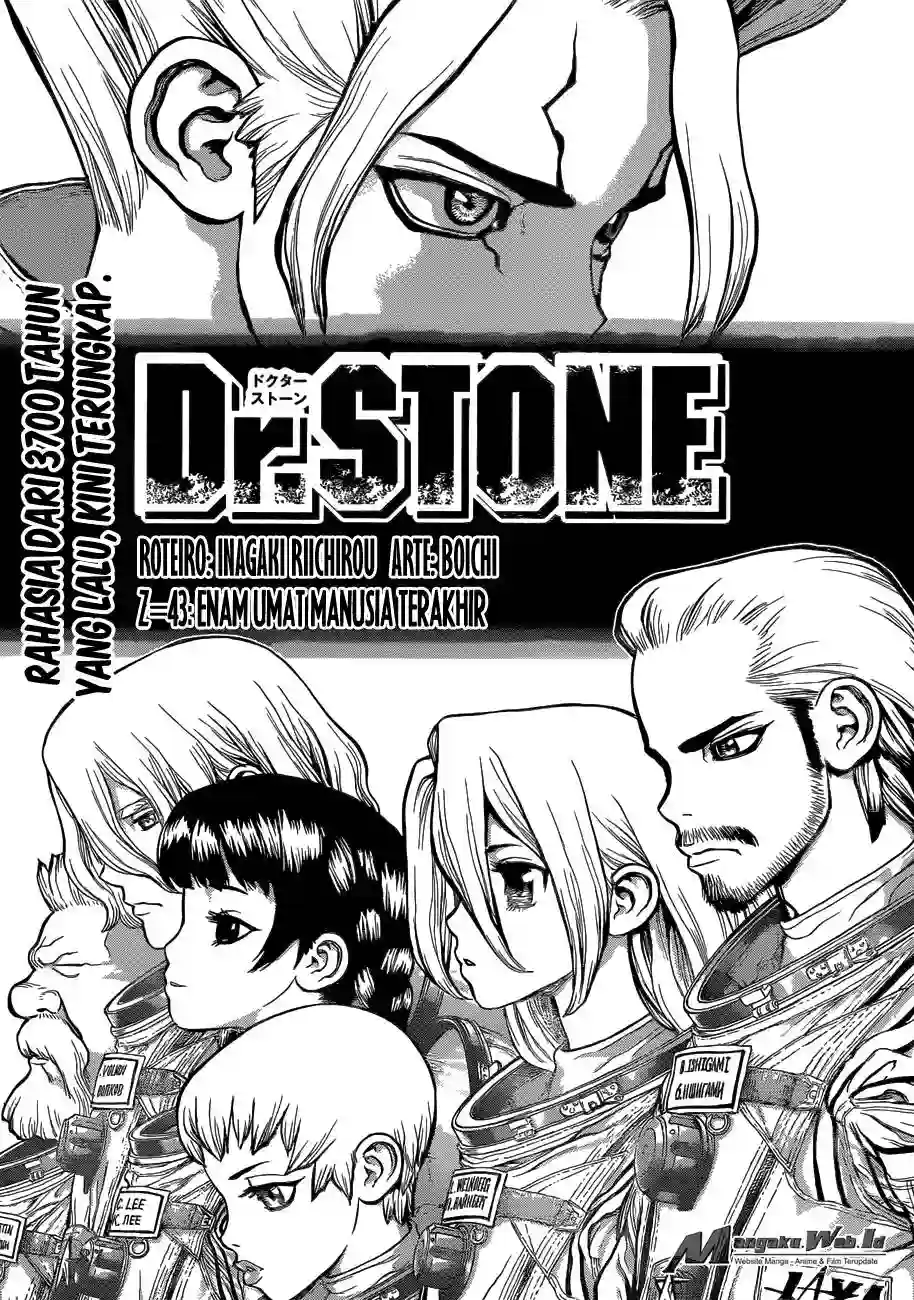 RAHASIA DARI 3700 TAHUN
YANG LALU, KINI TERUNGKAP.
ドクター
ストーン
Dr.STONE
ROTEIRO: INAGAKI RIICHIROU ARTE: BOICHI
Z=43: ENAM UMAT MANUSIA TERAKHIR
ISHIGAMI
C. LEE
LEE
Mangaku.Web.Id
Website Manga - Anime & Film Terupdate